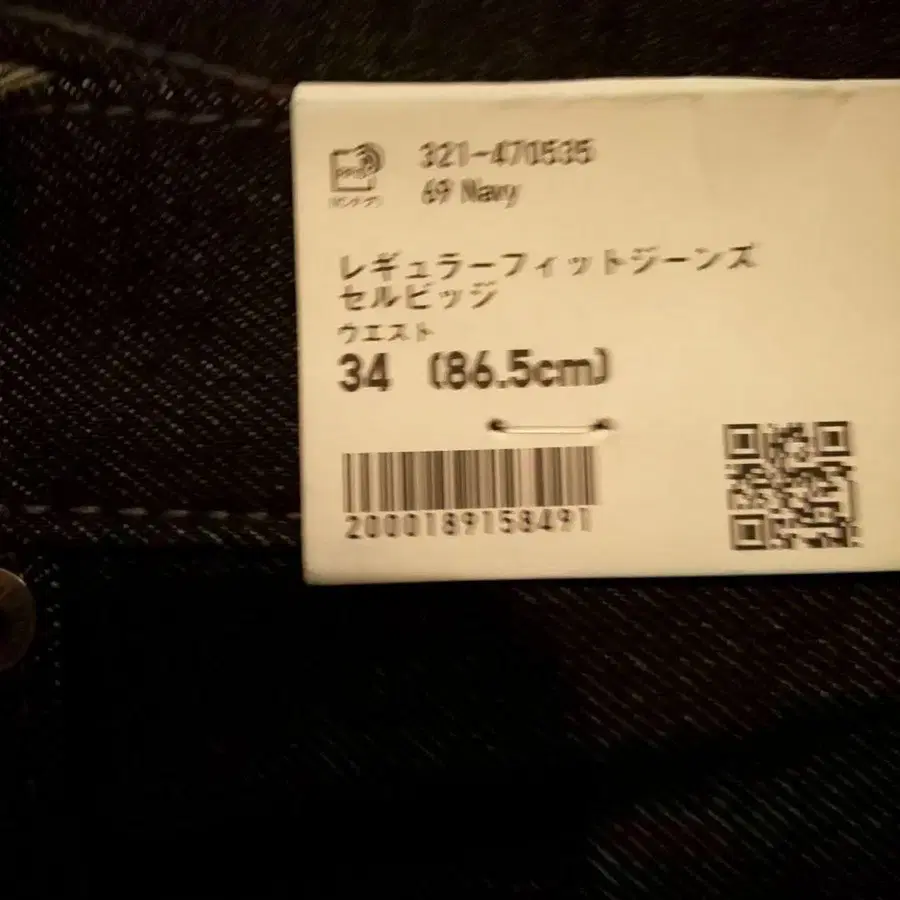 321-470535
69 Navy
レギュラーフィットジーンズ
セルビッジ
ウエスト
34 (86.5cm)
2000189158491